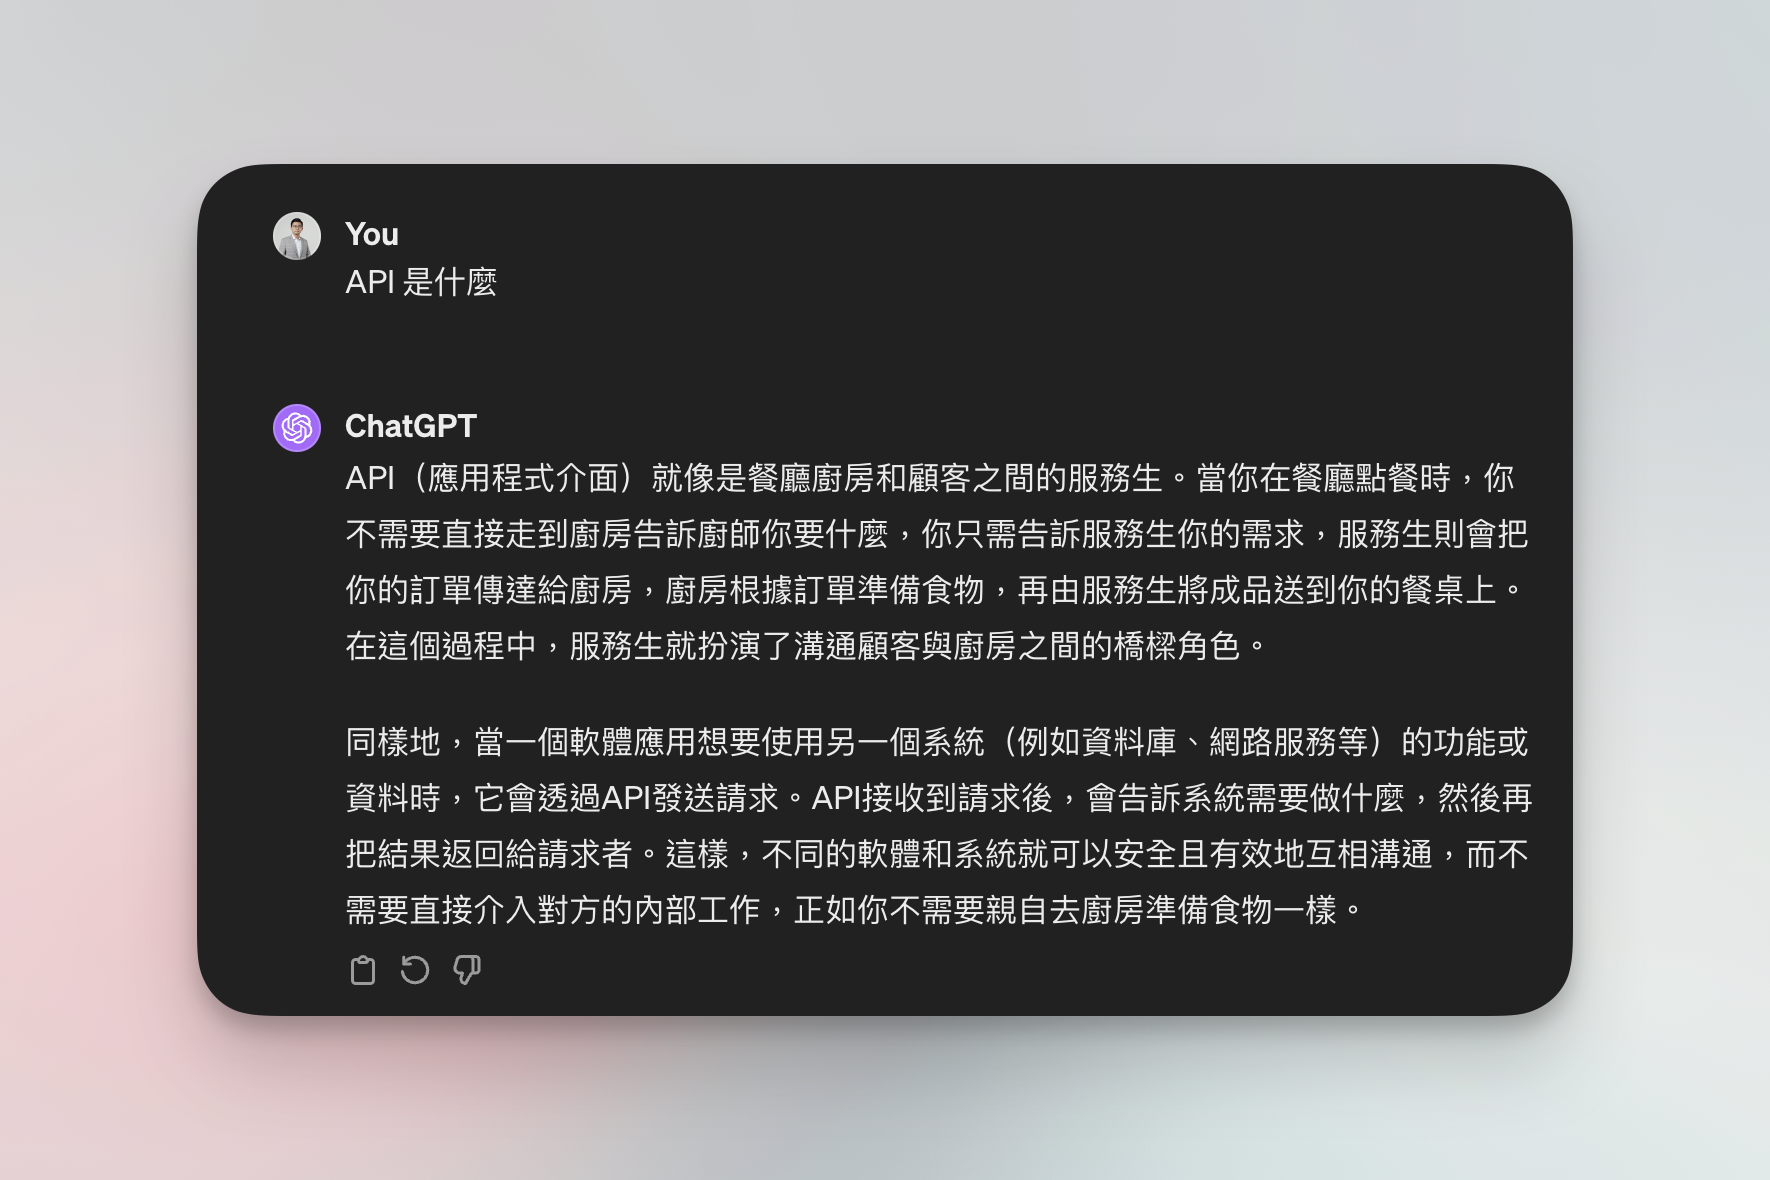 You
API 是什麼
ChatGPT
API（應用程式介面）就像是餐廳廚房和顧客之間的服務生。當你在餐廳點餐時，你
不需要直接走到廚房告訴廚師你要什麼，你只需告訴服務生你的需求，服務生則會把
你的訂單傳達給廚房，廚房根據訂單準備食物，再由服務生將成品送到你的餐桌上。
在這個過程中，服務生就扮演了溝通顧客與廚房之間的橋樑角色。
同樣地，當一個軟體應用想要使用另一個系統（例如資料庫、網路服務等）的功能或
資料時，它會透過API發送請求。API接收到請求後，會告訴系統需要做什麼，然後再
把結果返回給請求者。這樣，不同的軟體和系統就可以安全且有效地互相溝通，而不
需要直接介入對方的內部工作，正如你不需要親自去廚房準備食物一樣。